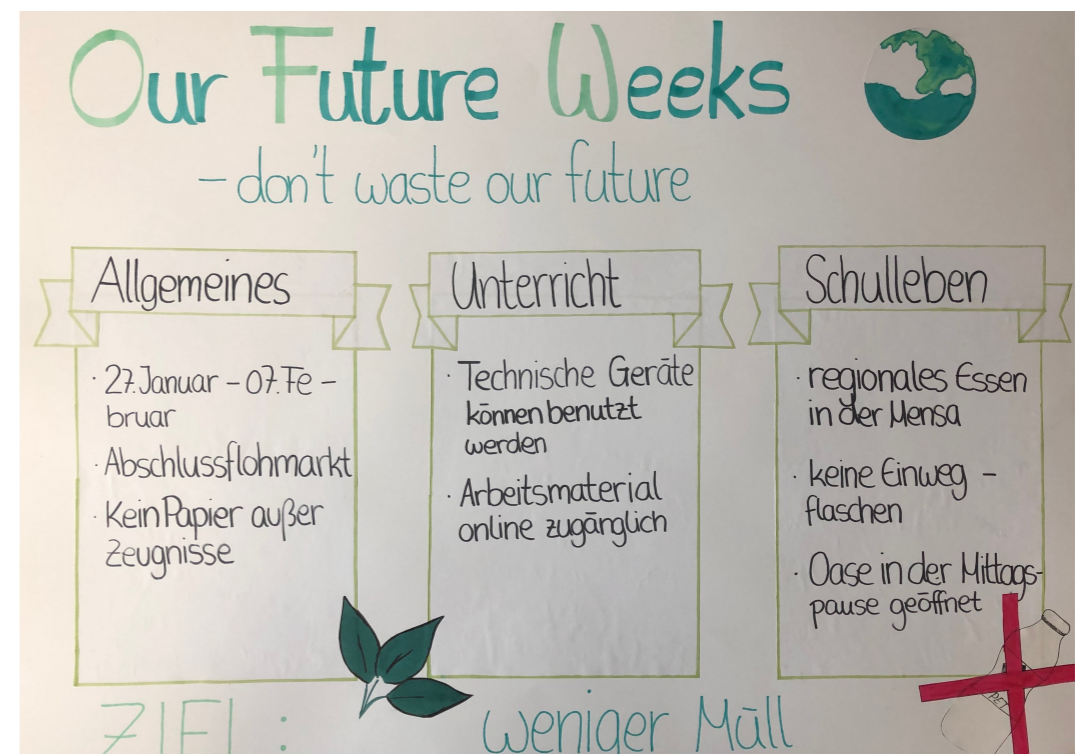 Our Future Weeks
- don't waste our future
Allgemeines
· 27. Januar - 07. Fe -
bruar
· Abschlussflohmarkt
· Kein Papier außer
Zeugnisse
Unterricht
· Technische Geräte
können benutzt
werden
· Arbeitsmaterial
online zugänglich
Schulleben
· regionales Essen
in der Mensa
· keine Einweg -
flaschen
· Oase in der Mittags-
pause geöffnet
PET
ZIEL : weniger Müll